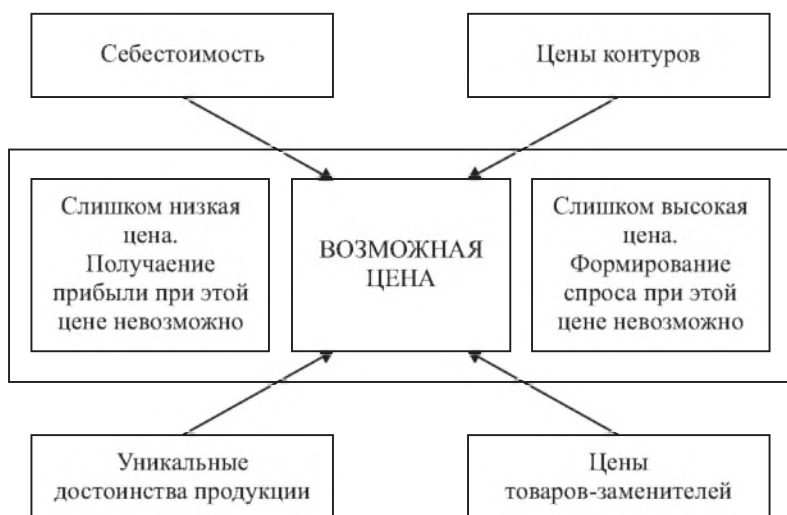 Себестоимость
Цены контуров
Слишком низкая
цена.
Получаение
прибыли при этой
цене невозможно
ВОЗМОЖНАЯ
ЦЕНА
Слишком высокая
цена.
Формирование
спроса при этой
цене невозможно
Уникальные
достоинства продукции
Цены
товаров-заменителей